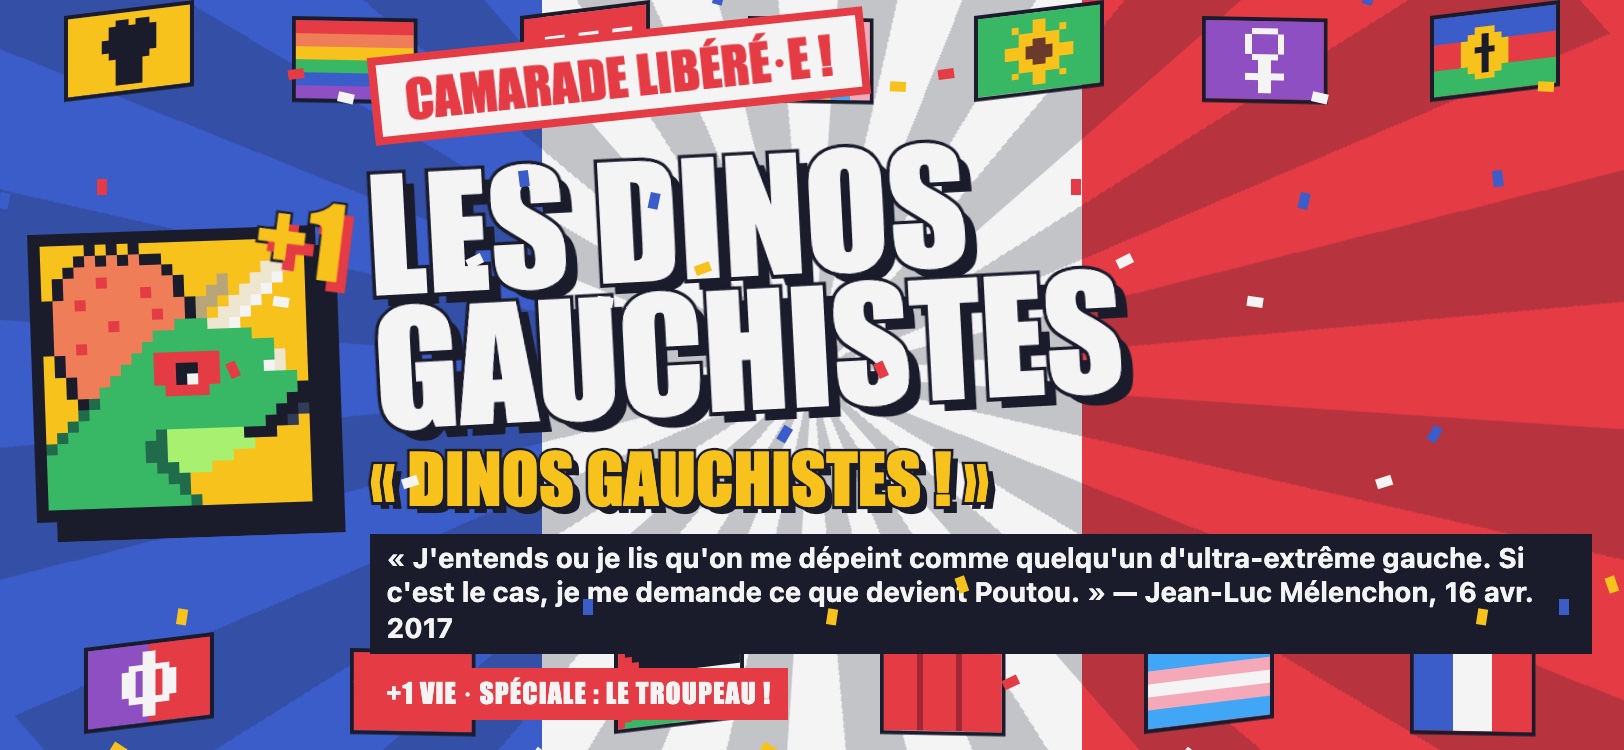 CAMARADE LIBÉRÉ·E !
+1
LES DINOS
GAUCHISTES
« DINOS GAUCHISTES ! »
« J'entends ou je lis qu'on me dépeint comme quelqu'un d'ultra-extrême gauche. Si
c'est le cas, je me demande ce que devient Poutou. » — Jean-Luc Mélenchon, 16 avr.
2017
+1 VIE · SPÉCIALE : LE TROUPEAU !